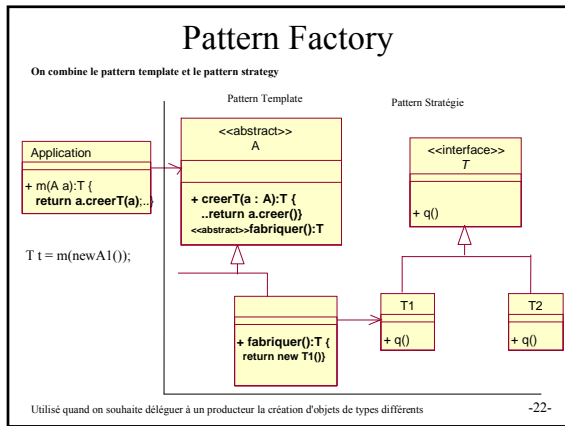 Pattern Factory
On combine le pattern template et le pattern strategy
Pattern Template
Pattern Stratégie
Application
+ m(A a):T {
return a.creerT(a);..}
<<abstract>>
A
+ creerT(a : A):T {
..return a.creer()}
<<abstract>>fabriquer():T
<<interface>>
T
+ q()
T t = m(newA1());
+ fabriquer():T {
return new T1()}
T1
+ q()
T2
+ q()
Utilisé quand on souhaite déléguer à un producteur la création d'objets de types différents
-22-